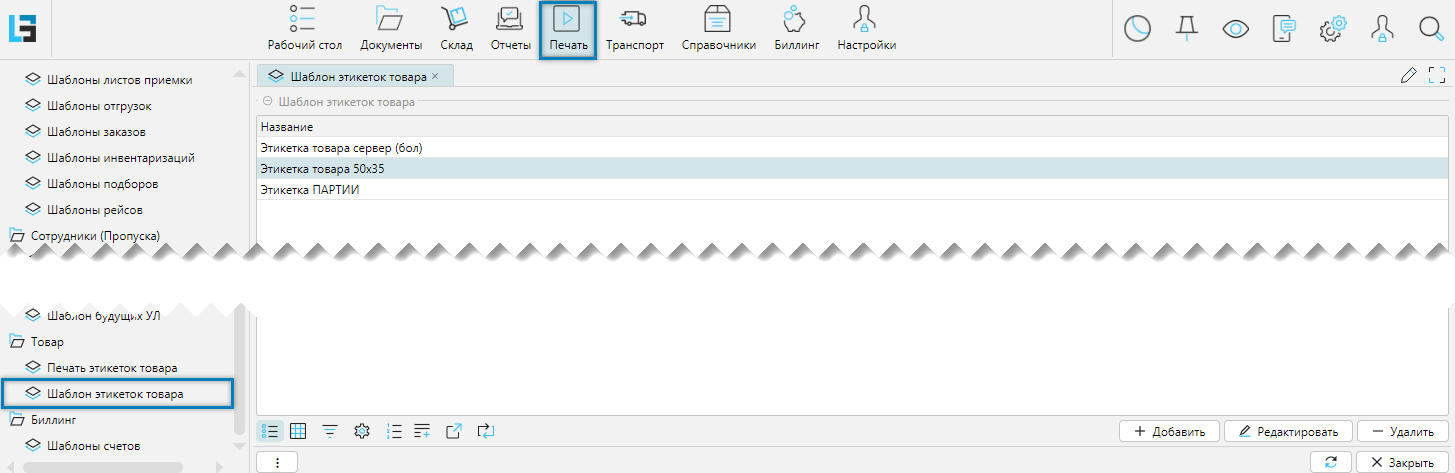 Рабочий стол Документы Склад Отчеты Печать Транспорт Справочники Биллинг Настройки
Шаблоны листов приемки
Шаблоны отгрузок
Шаблоны заказов
Шаблоны инвентаризаций
Шаблоны подборов
Шаблоны рейсов
Сотрудники (Пропуска)
Шаблон будущих УЛ
Товар
Печать этикеток товара
Шаблон этикеток товара
Биллинг
Шаблоны счетов
Шаблон этикеток товара ×
Шаблон этикеток товара
Название
Этикетка товара сервер (бол)
Этикетка товара 50х35
Этикетка ПАРТИИ
+ Добавить Редактировать − Удалить
× Закрыть